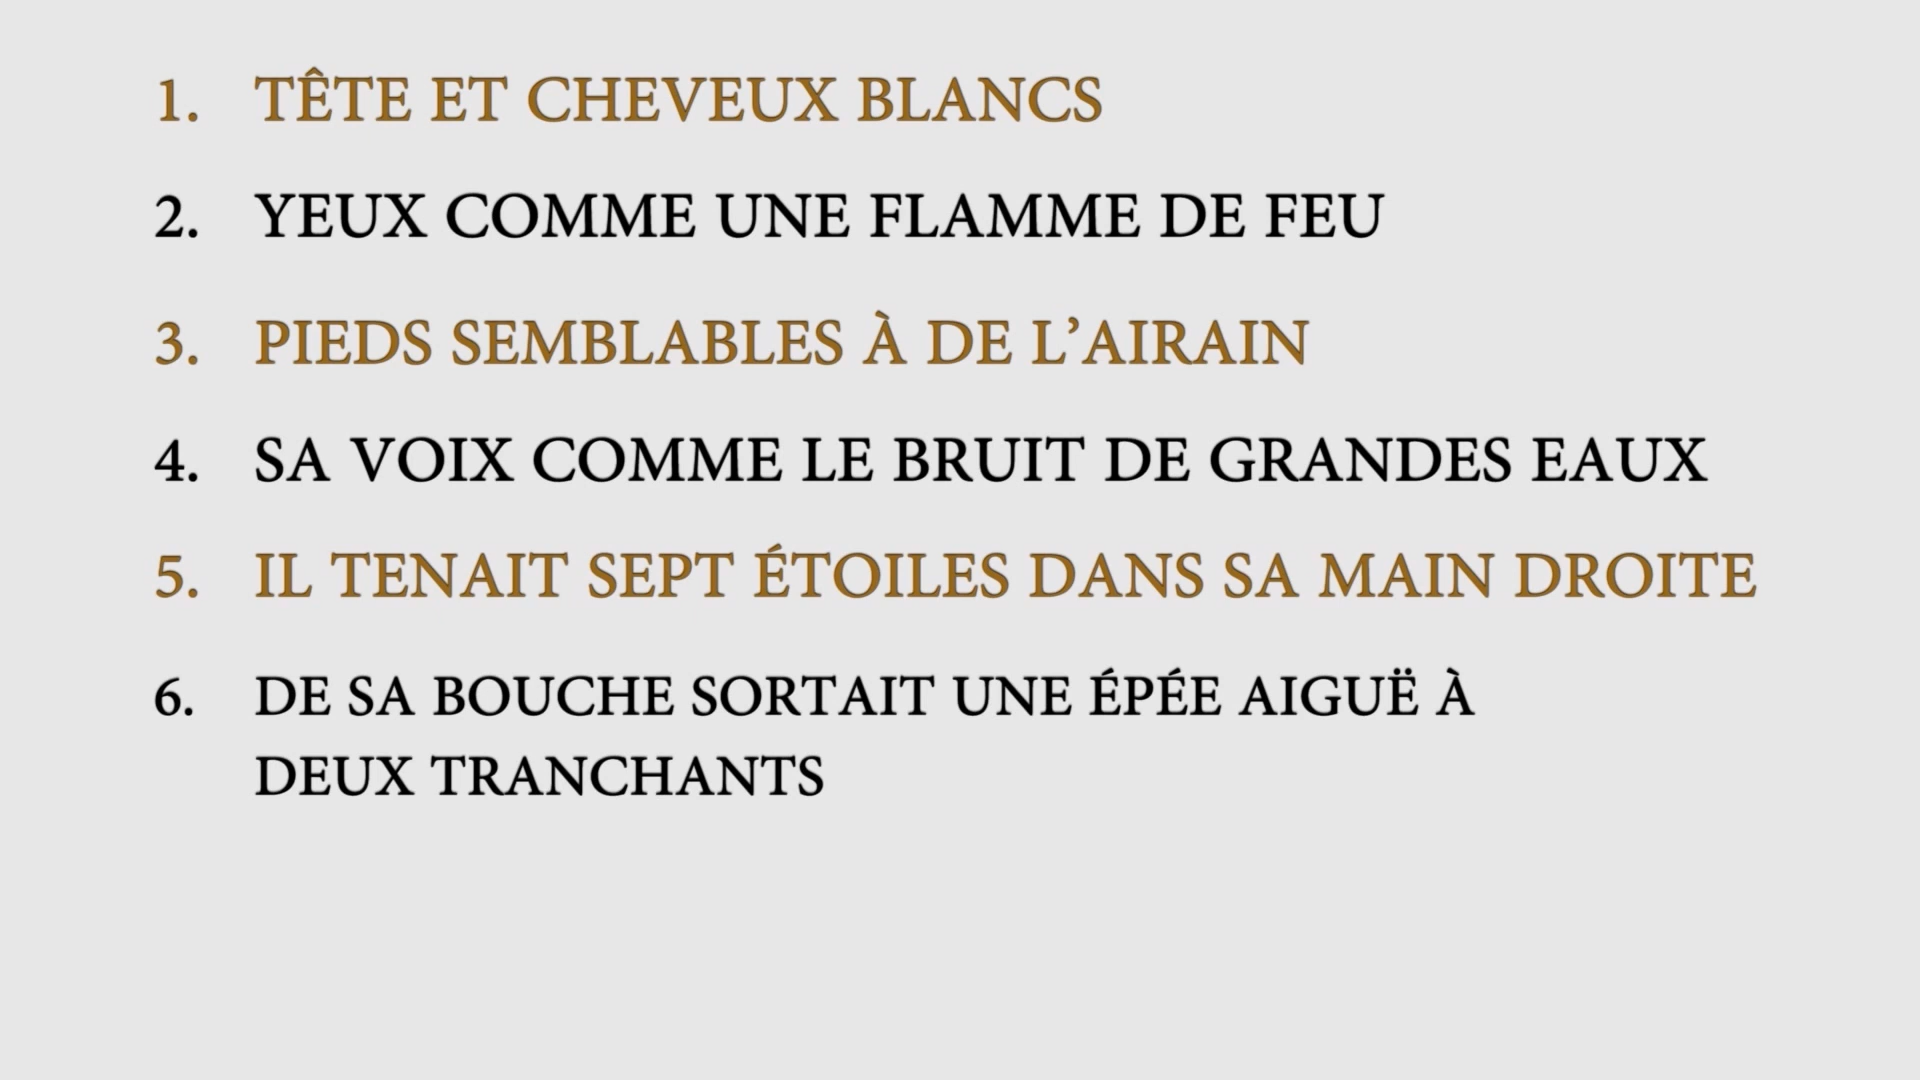 1. TÊTE ET CHEVEUX BLANCS
2. YEUX COMME UNE FLAMME DE FEU
3. PIEDS SEMBLABLES À DE L’AIRAIN
4. SA VOIX COMME LE BRUIT DE GRANDES EAUX
5. IL TENAIT SEPT ÉTOILES DANS SA MAIN DROITE
6. DE SA BOUCHE SORTAIT UNE ÉPÉE AIGUË À
DEUX TRANCHANTS